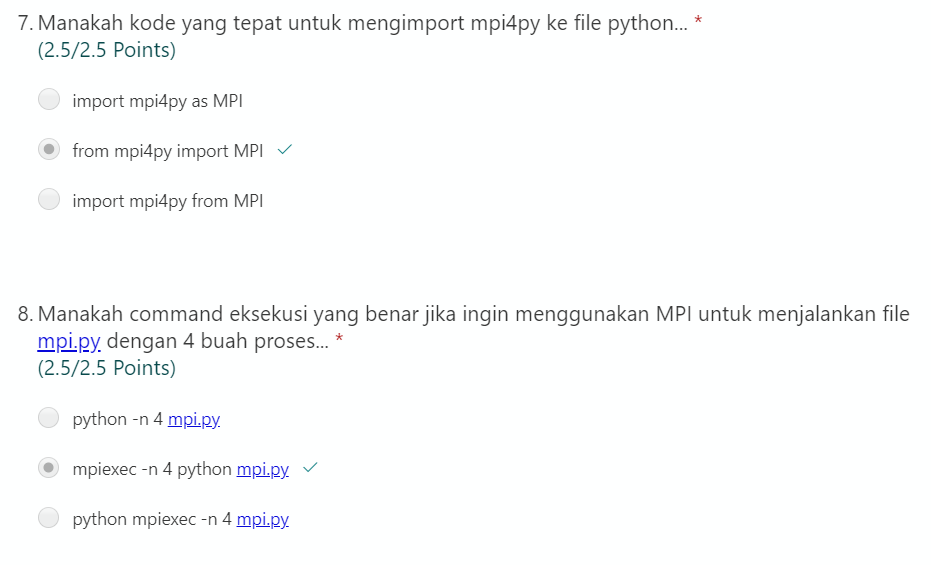 7. Manakah kode yang tepat untuk mengimport mpi4py ke file python... *
(2.5/2.5 Points)
import mpi4py as MPI
from mpi4py import MPI
import mpi4py from MPI
8. Manakah command eksekusi yang benar jika ingin menggunakan MPI untuk menjalankan file
mpi.py dengan 4 buah proses... *
(2.5/2.5 Points)
python -n 4 mpi.py
mpiexec -n 4 python mpi.py
python mpiexec -n 4 mpi.py